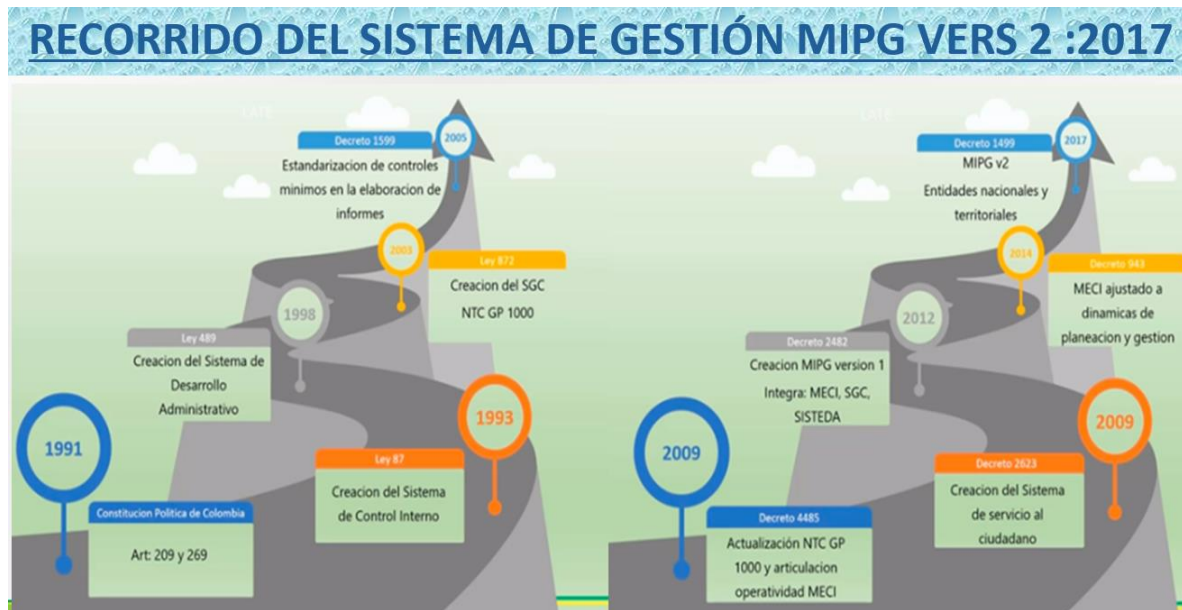 RECORRIDO DEL SISTEMA DE GESTIÓN MIPG VERS 2 :2017
1991
Constitucion Politica de Colombia
Art: 209 y 269
1993
Ley 87
Creacion del Sistema
de Control Interno
1998
Ley 489
Creacion del Sistema de
Desarrollo
Administrativo
2003
Ley 872
Creacion del SGC
NTC GP 1000
2005
Decreto 1599
Estandarizacion de controles
minimos en la elaboracion de
informes
2009
Decreto 4485
Actualización NTC GP
1000 y articulacion
operatividad MECI
2009
Decreto 2623
Creacion del Sistema
de servicio al
ciudadano
2012
Decreto 2482
Creacion MIPG version 1
Integra: MECI, SGC,
SISTEDA
2014
Decreto 943
MECI ajustado a
dinamicas de
planeacion y gestion
2017
Decreto 1499
MIPG v2
Entidades nacionales y
territoriales